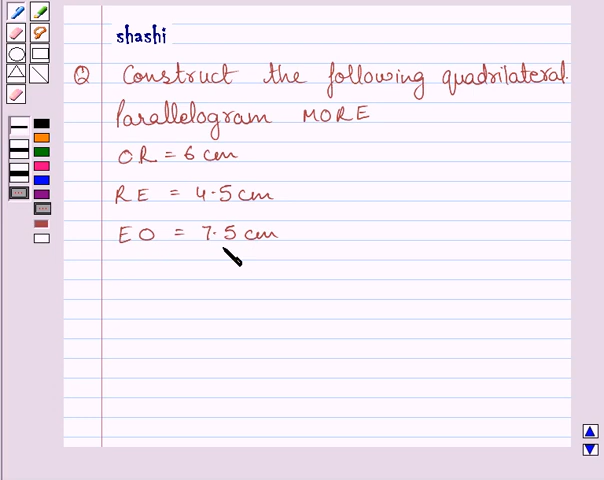 shashi
Q Construct the following quadrilateral.
Parallelogram MORE
OR = 6 cm
RE = 4.5 cm
EO = 7.5 cm